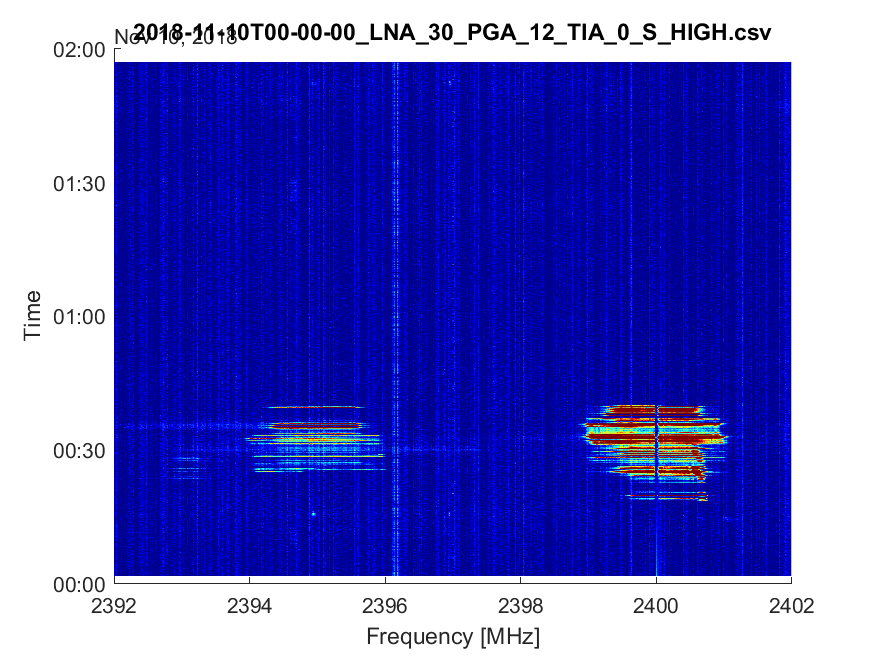 2018-11-10T00-00-00_LNA_30_PGA_12_TIA_0_S_HIGH.csv
Nov 10, 2018
02:00
01:30
01:00
00:30
00:00
Time
2392 2394 2396 2398 2400 2402
Frequency [MHz]